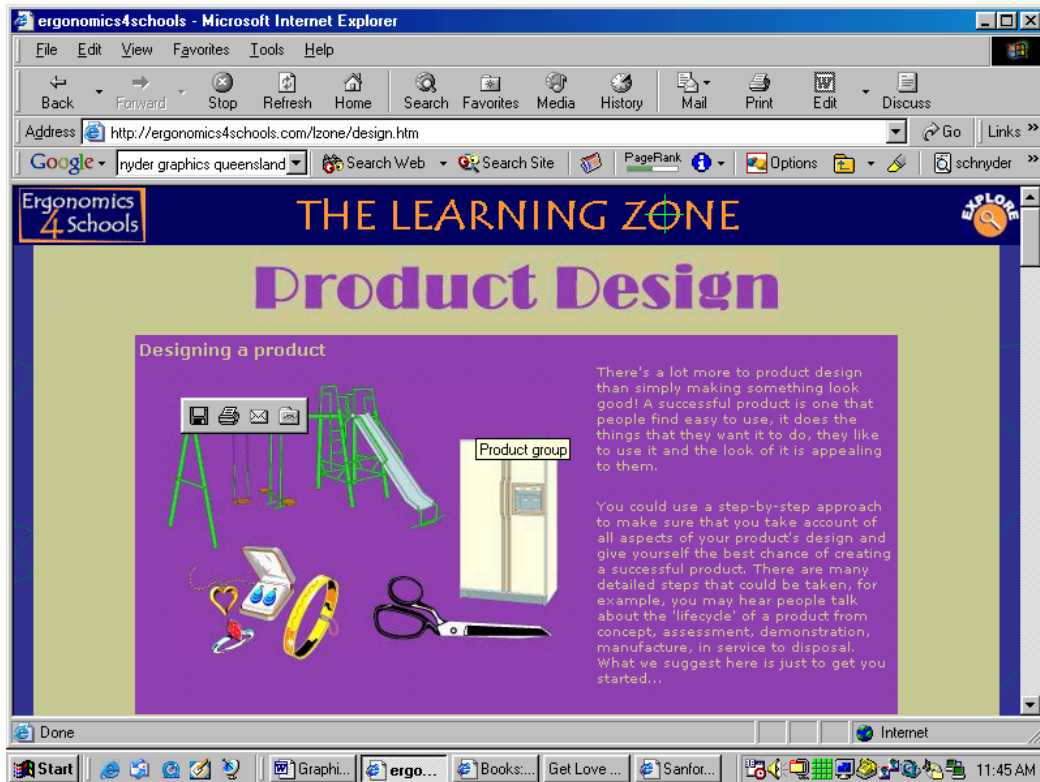 ergonomics4schools - Microsoft Internet Explorer
File Edit View Favorites Tools Help
Back Forward Stop Refresh Home Search Favorites Media History Mail Print Edit Discuss
Address http://ergonomics4schools.com/lzone/design.htm Go Links »
Google nyder graphics queensland Search Web Search Site PageRank Options schnyder »
Ergonomics
4 Schools
THE LEARNING ZONE
EXPLORE
Product Design
Designing a product
There's a lot more to product design
than simply making something look
good! A successful product is one that
people find easy to use, it does the
things that they want it to do, they like
to use it and the look of it is appealing
to them.
Product group
You could use a step-by-step approach
to make sure that you take account of
all aspects of your product's design and
give yourself the best chance of creating
a successful product. There are many
detailed steps that could be taken, for
example, you may hear people talk
about the 'lifecycle' of a product from
concept, assessment, demonstration,
manufacture, in service to disposal.
What we suggest here is just to get you
started...
Done Internet
Start Graphi... ergo... Books:... Get Love ... Sanfor... 11:45 AM